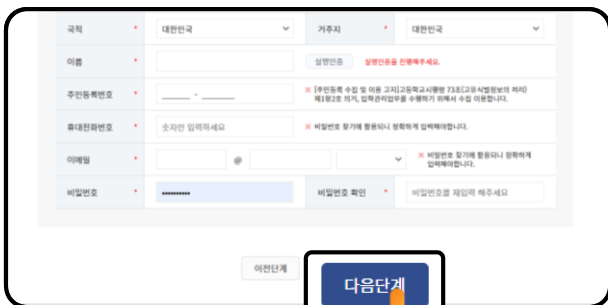 국적 * 대한민국 거주지 * 대한민국
이름 * 실명인증 실명인증을 진행해주세요.
주민등록번호 * ______ - _______ ※ [주민등록 수집 및 이용 고지]고등학교시행령 73조(고유식별정보의 처리)
제1항2호 의거, 입학관리업무를 수행하기 위해서 수집 이용합니다.
휴대전화번호 * 숫자만 입력하세요 ※ 비밀번호 찾기에 활용되니 정확하게 입력해야합니다.
이메일 * @ ※ 비밀번호 찾기에 활용되니 정확하게
입력해야합니다.
비밀번호 * •••••••••• 비밀번호 확인 * 비밀번호를 재입력 해주세요
이전단계
다음단계